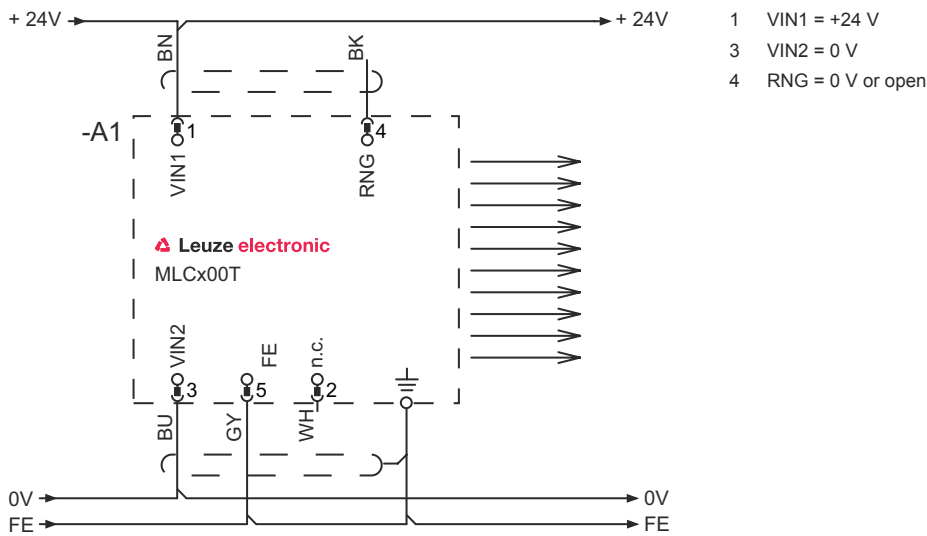 + 24V
+ 24V
1 VIN1 = +24 V
3 VIN2 = 0 V
4 RNG = 0 V or open
BN
BK
-A1
1
4
VIN1
RNG
Leuze electronic
MLCx00T
VIN2
FE
n.c.
3
5
2
BU
GY
WH
0V
0V
FE
FE